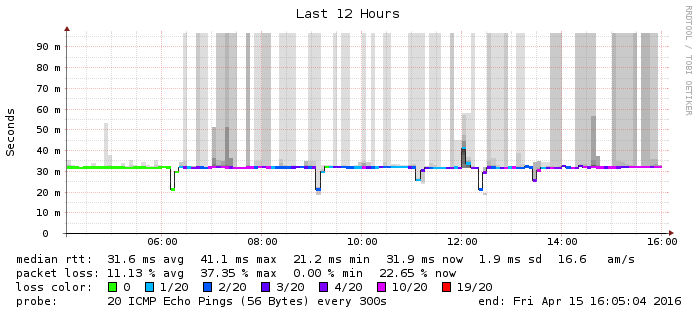 Last 12 Hours
RRDTOOL / TOBI OETIKER
Seconds
90 m
80 m
70 m
60 m
50 m
40 m
30 m
20 m
10 m
0
06:00 08:00 10:00 12:00 14:00 16:00
median rtt: 31.6 ms avg 41.1 ms max 21.2 ms min 31.9 ms now 1.9 ms sd 16.6 am/s
packet loss: 11.13 % avg 37.35 % max 0.00 % min 22.65 % now
loss color: 0 1/20 2/20 3/20 4/20 10/20 19/20
probe: 20 ICMP Echo Pings (56 Bytes) every 300s end: Fri Apr 15 16:05:04 2016